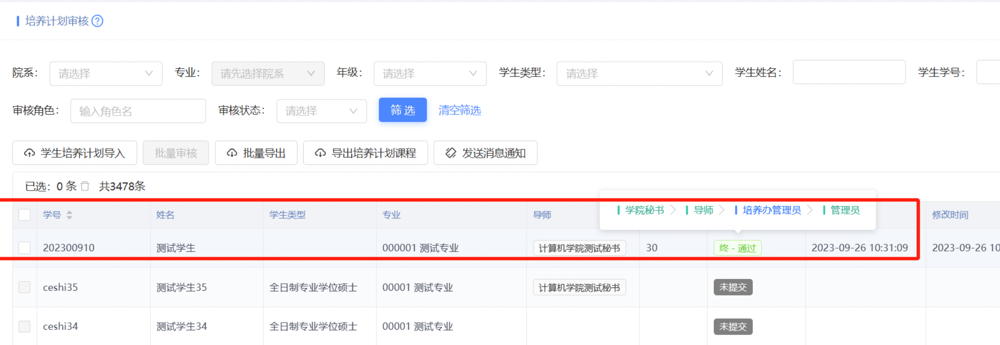 培养计划审核
院系： 请选择 专业： 请先选择院系 年级： 请选择 学生类型： 请选择 学生姓名： 学生学号：
审核角色： 输入角色名 审核状态： 请选择 筛 选 清空筛选
学生培养计划导入 批量审核 批量导出 导出培养计划课程 发送消息通知
已选：0 条 共3478条
学院秘书 导师 培养办管理员 管理员
学号 姓名 学生类型 专业 导师 修改时间
202300910 测试学生 000001 测试专业 计算机学院测试秘书 30 终 - 通过 2023-09-26 10:31:09 2023-09-26 10
ceshi35 测试学生35 全日制专业学位硕士 00001 测试专业 计算机学院测试秘书 未提交
ceshi34 测试学生34 全日制专业学位硕士 00001 测试专业 未提交